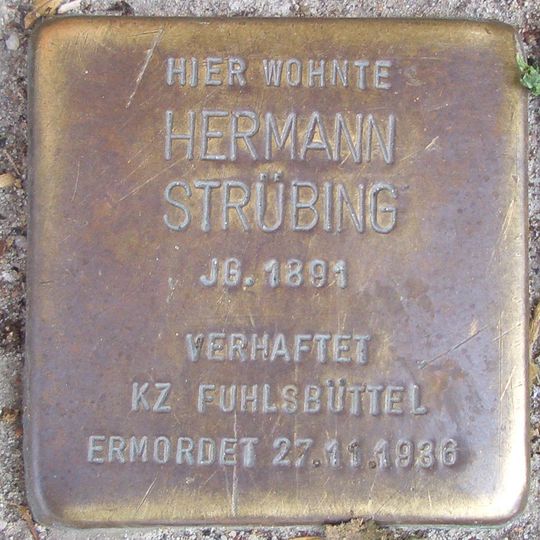 HIER WOHNTE
HERMANN
STRÜBING
JG. 1891
VERHAFTET
KZ FUHLSBÜTTEL
ERMORDET 27.11.1936